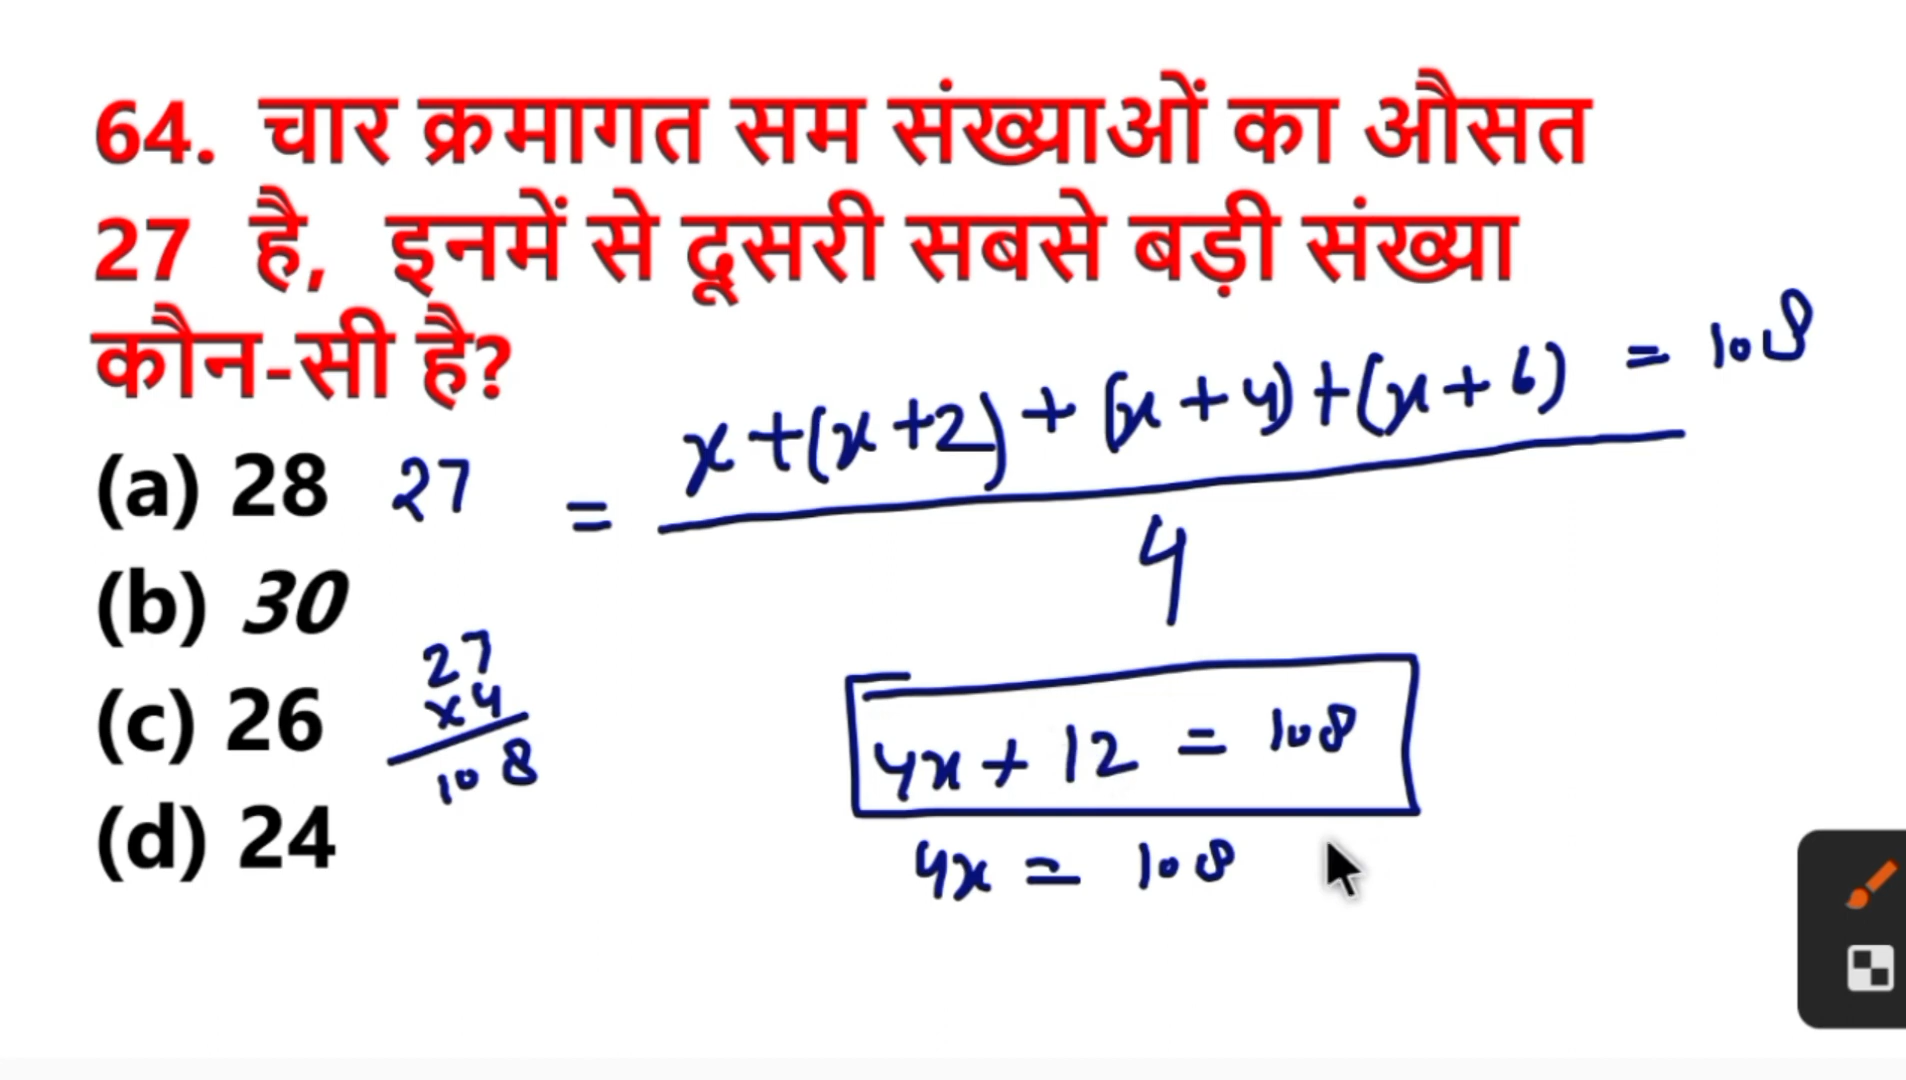 64. चार क्रमागत सम संख्याओं का औसत
27 है, इनमें से दूसरी सबसे बड़ी संख्या
कौन-सी है?
x+(x+2)+(x+4)+(x+6) = 108
(a) 28 27 =
4
(b) 30
27
x4
(c) 26
108
4x + 12 = 108
(d) 24
4x = 108